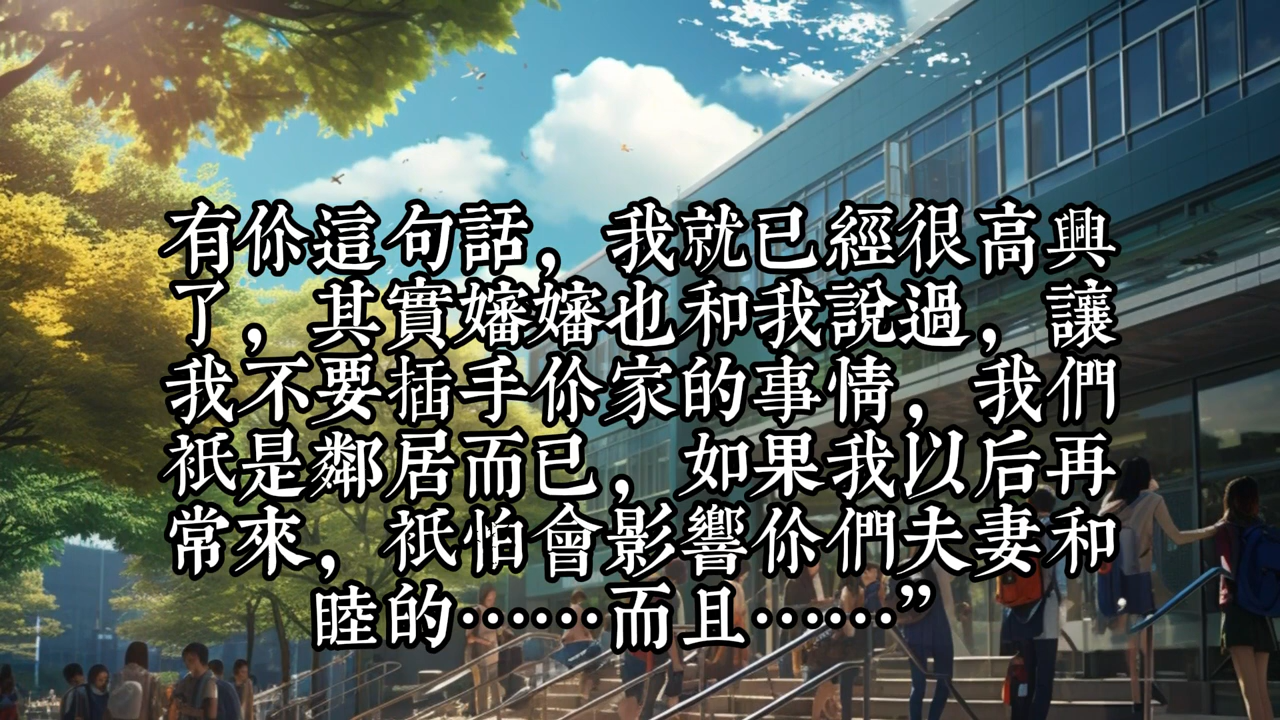 有你這句話，我就已經很高興
了，其實嬸嬸也和我說過，讓
我不要插手你家的事情，我們
衹是鄰居而已，如果我以后再
常來，衹怕會影響你們夫妻和
睦的……而且……”